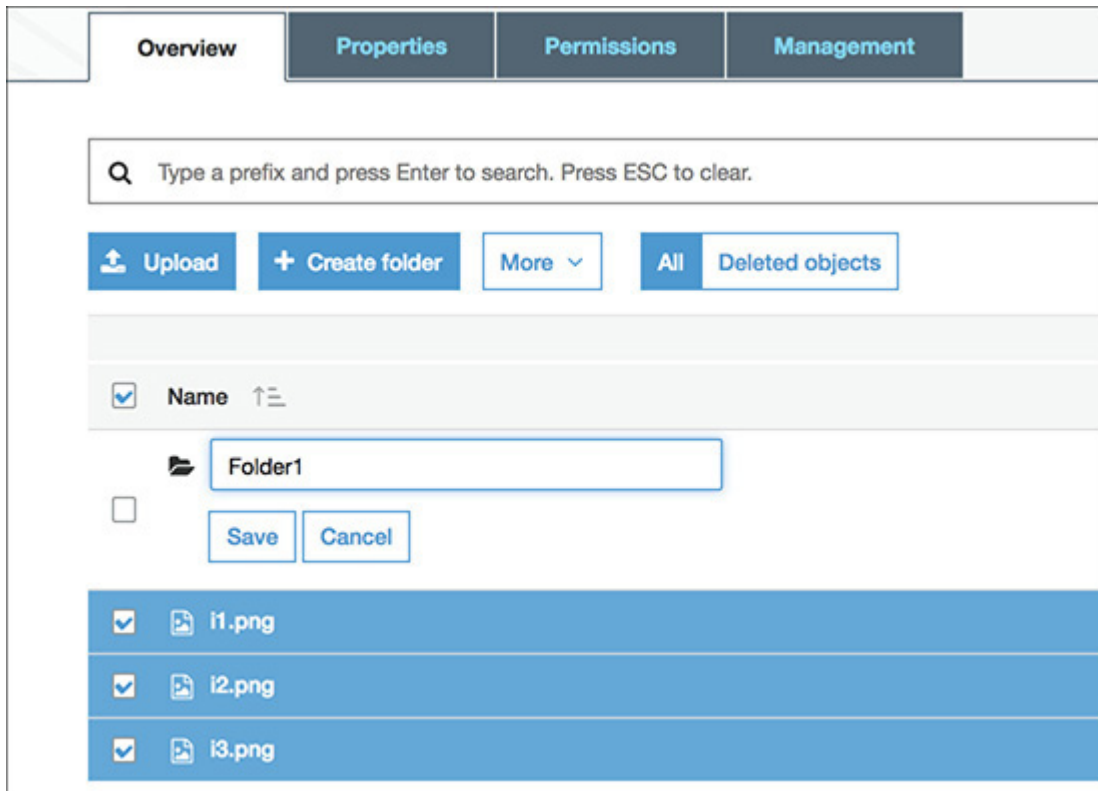 Overview Properties Permissions Management
Type a prefix and press Enter to search. Press ESC to clear.
Upload + Create folder More All Deleted objects
Name
Folder1
Save Cancel
i1.png
i2.png
i3.png